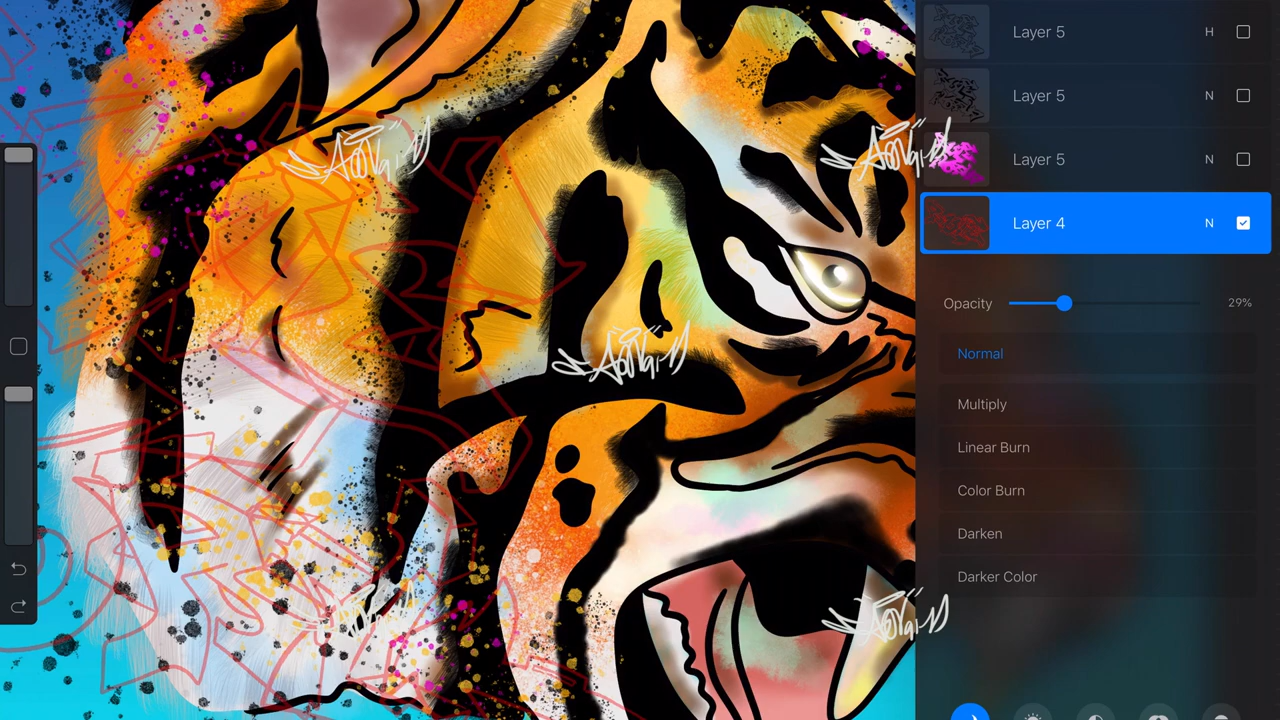 Layer 5 H
Layer 5 N
Layer 5 N
Layer 4 N
Opacity 29%
Normal
Multiply
Linear Burn
Color Burn
Darken
Darker Color